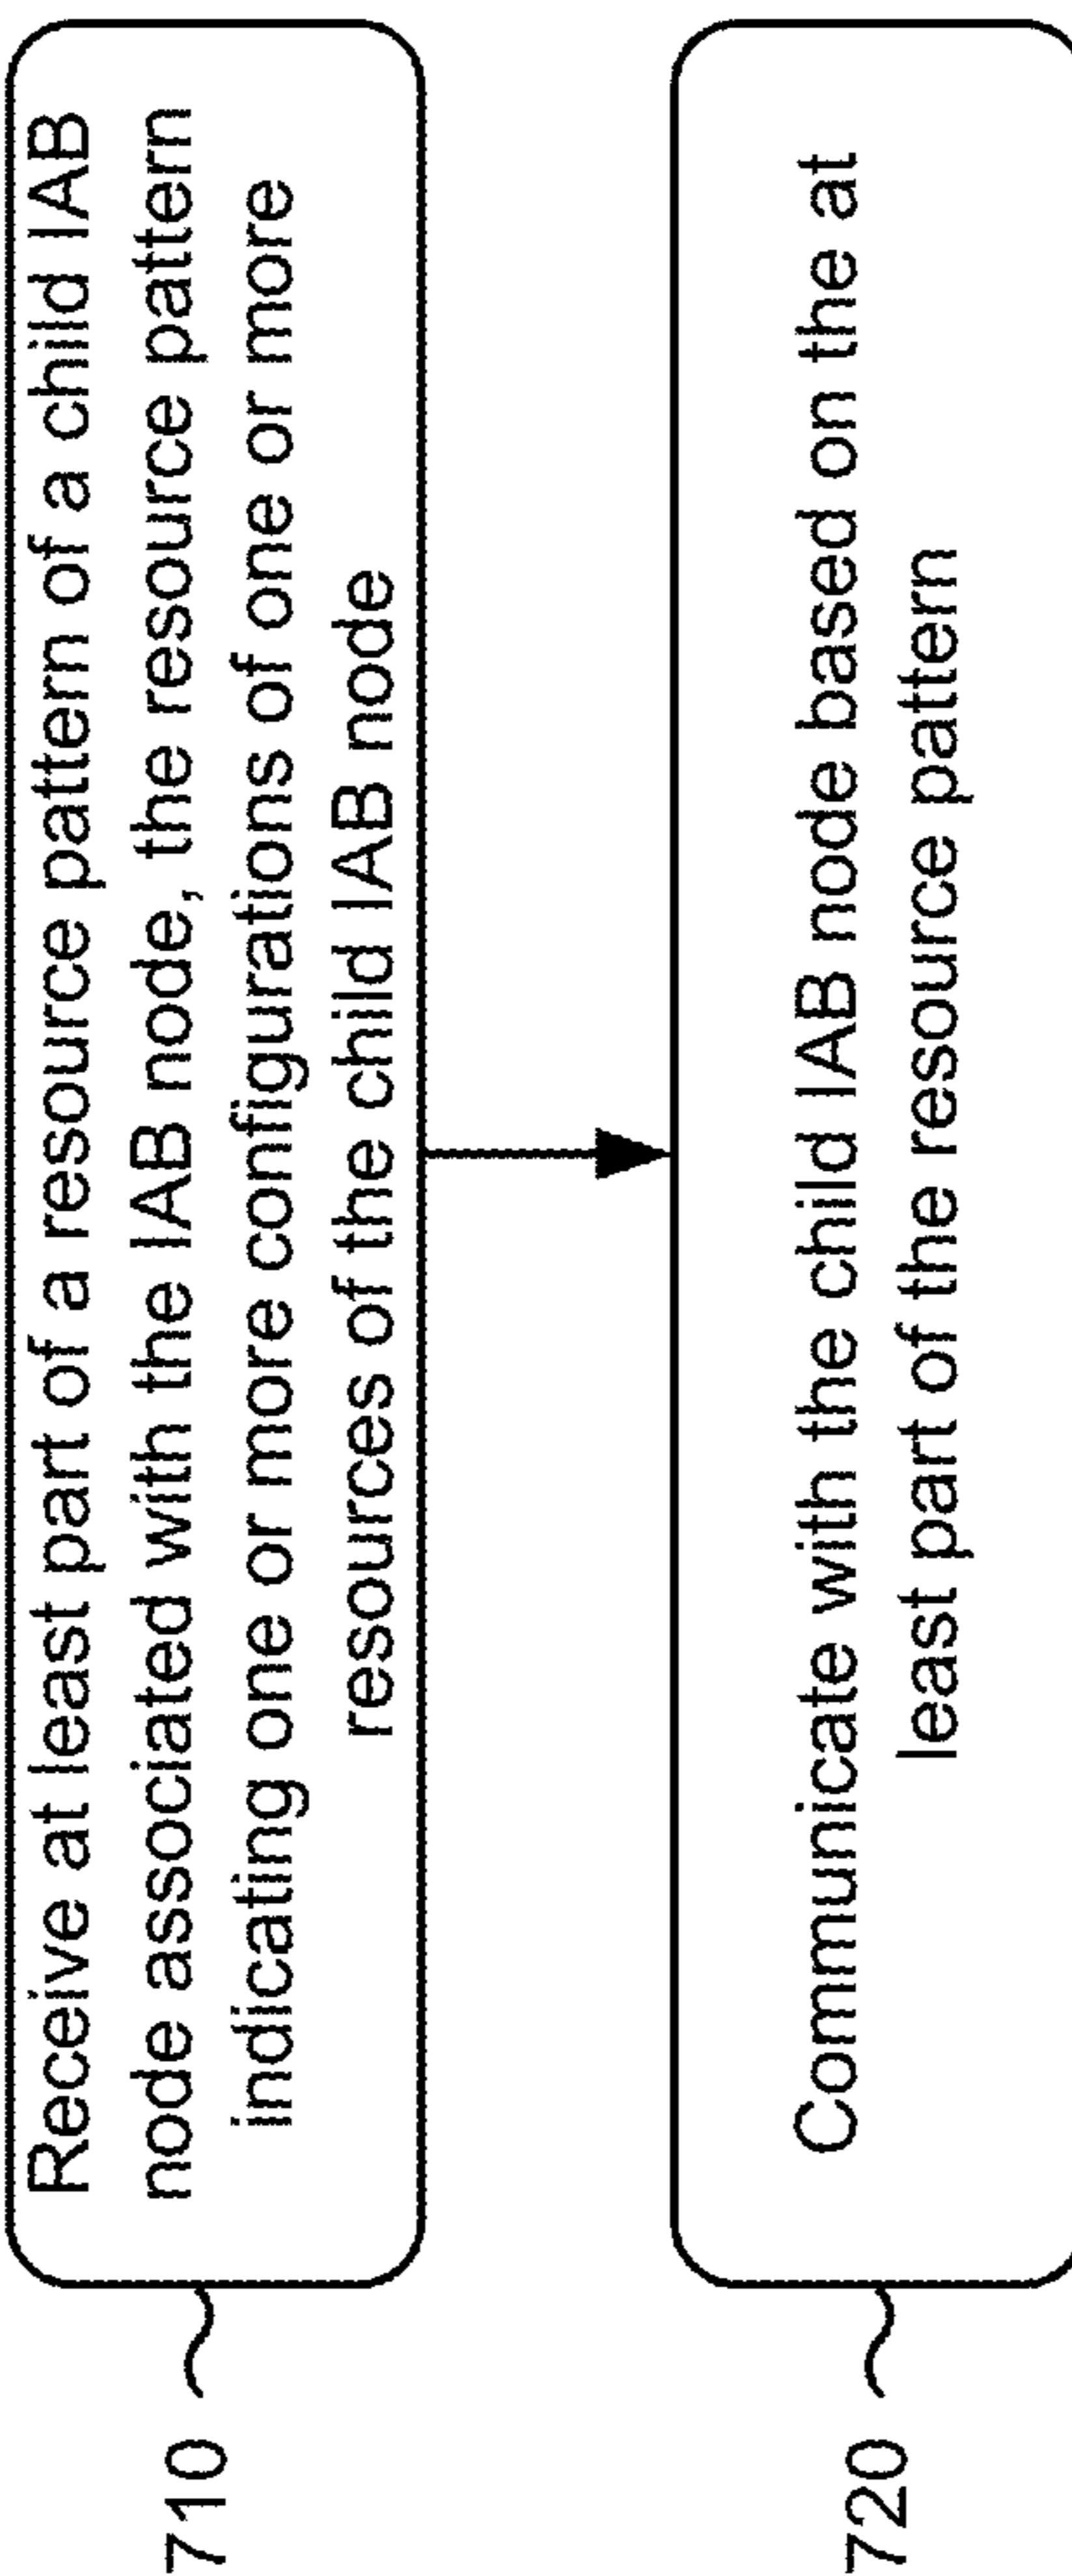 710
Receive at least part of a resource pattern of a child IAB
node associated with the IAB node, the resource pattern
indicating one or more configurations of one or more
resources of the child IAB node
720
Communicate with the child IAB node based on the at
least part of the resource pattern